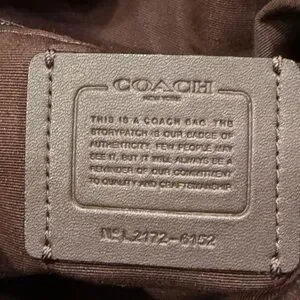 COACH
NEW YORK
THIS IS A COACH BAG. THE
STORYPATCH IS OUR BADGE OF
AUTHENTICITY. FEW PEOPLE MAY
SEE IT, BUT IT WILL ALWAYS BE A
REMINDER OF OUR COMMITMENT
TO QUALITY AND CRAFTSMANSHIP.
Nº L2172-6152